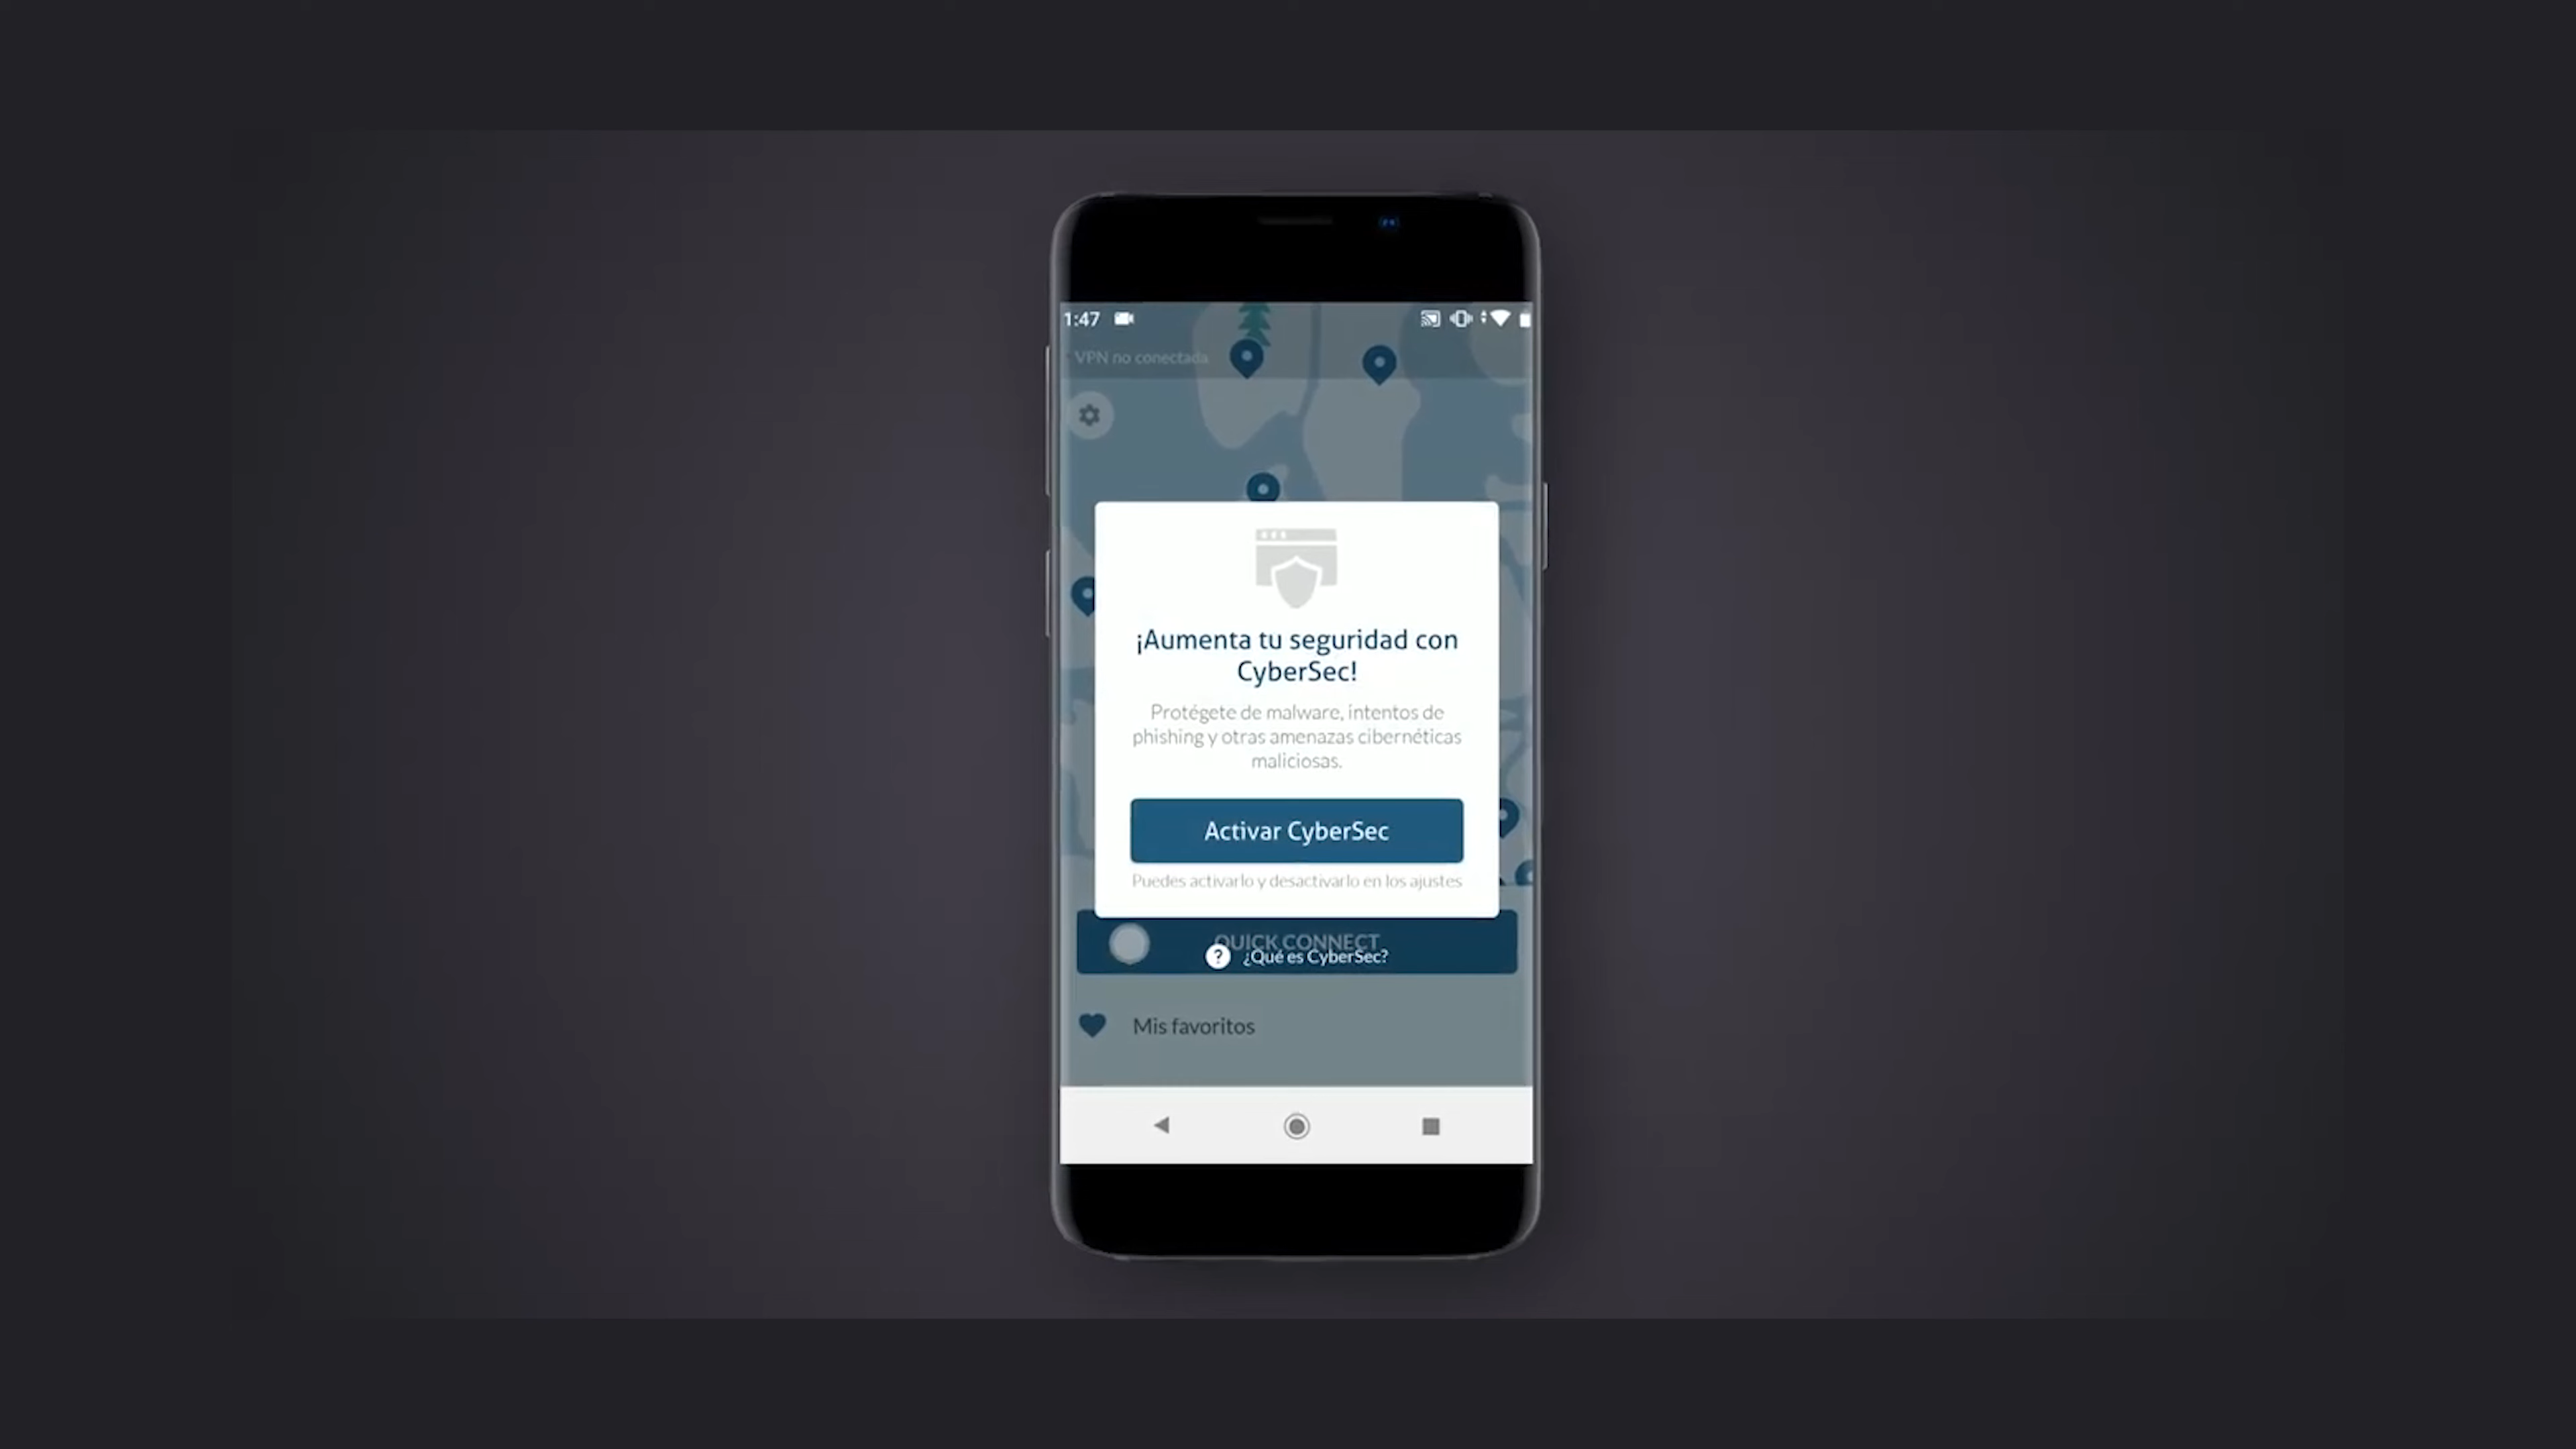 1:47
VPN no conectada
¡Aumenta tu seguridad con
CyberSec!
Protégete de malware, intentos de
phishing y otras amenazas cibernéticas
maliciosas.
Activar CyberSec
Puedes activarlo y desactivarlo en los ajustes
QUICK CONNECT
? ¿Qué es CyberSec?
Mis favoritos